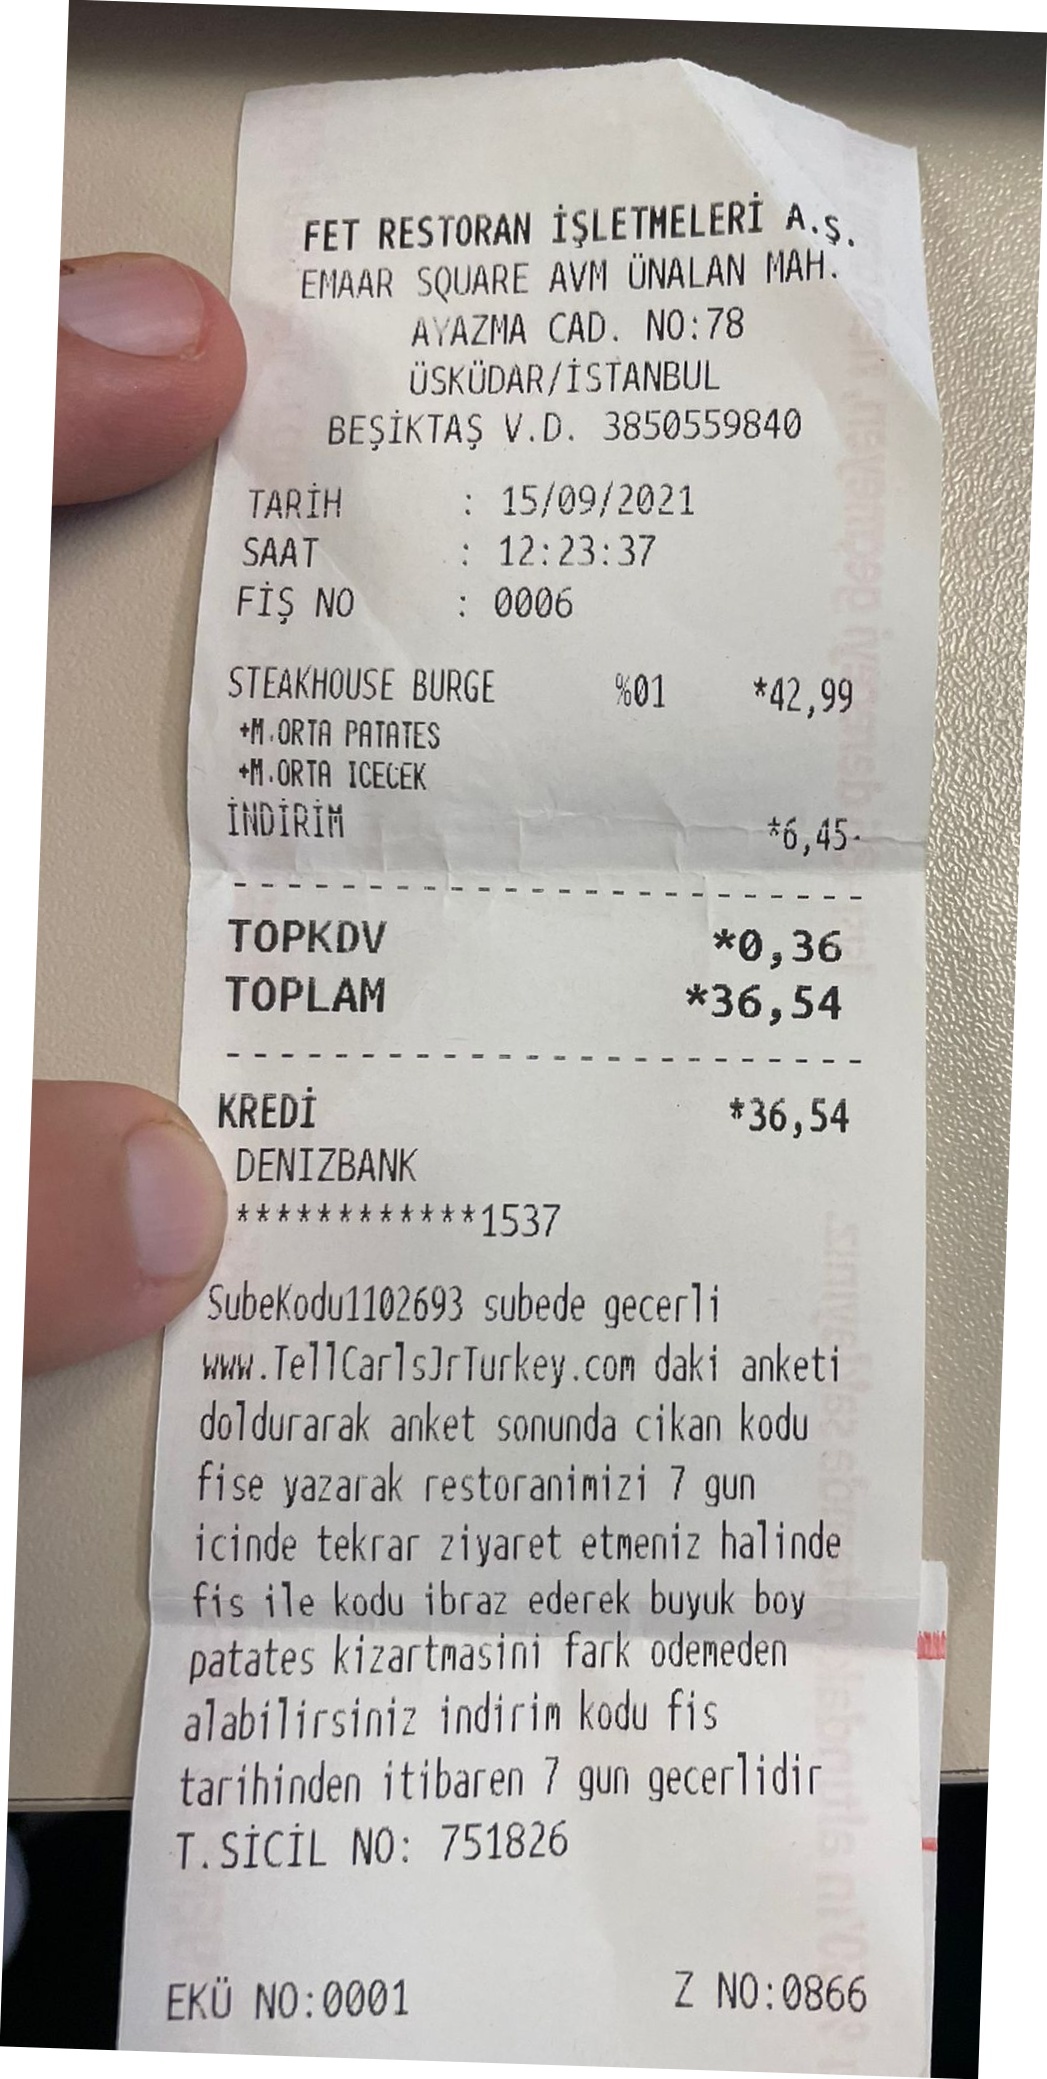 FET RESTORAN İŞLETMELERİ A.Ş.
EMAAR SQUARE AVM ÜNALAN MAH.
AYAZMA CAD. NO:78
ÜSKÜDAR/İSTANBUL
BEŞİKTAŞ V.D. 3850559840
TARİH : 15/09/2021
SAAT : 12:23:37
FİŞ NO : 0006
STEAKHOUSE BURGE %01 *42,99
+M.ORTA PATATES
+M.ORTA ICECEK
İNDİRİM *6,45-
TOPKDV *0,36
TOPLAM *36,54
KREDİ *36,54
DENIZBANK
************1537
SubeKodu1102693 subede gecerli
www.TellCarlsJrTurkey.com daki anketi
doldurarak anket sonunda cikan kodu
fise yazarak restoranimizi 7 gun
icinde tekrar ziyaret etmeniz halinde
fis ile kodu ibraz ederek buyuk boy
patates kizartmasini fark odemeden
alabilirsiniz indirim kodu fis
tarihinden itibaren 7 gun gecerlidir
T.SİCİL NO: 751826
EKÜ NO:0001 Z NO:0866